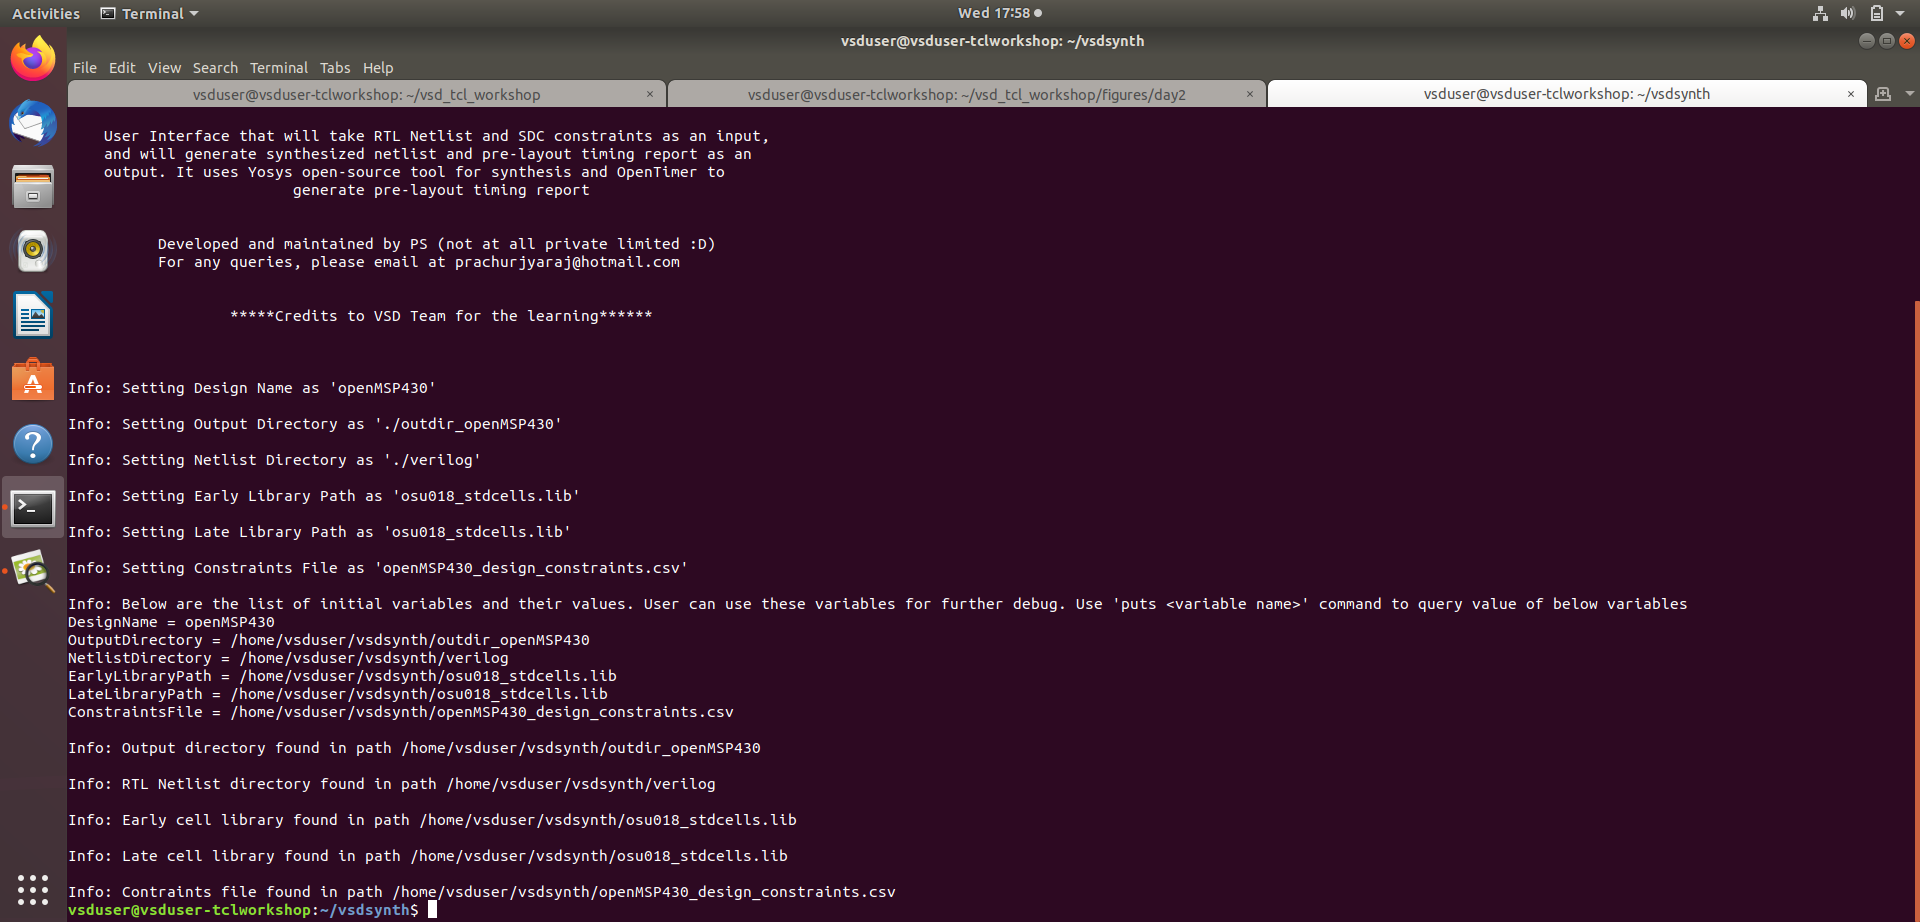 Activities
Terminal
Wed 17:58
vsduser@vsduser-tclworkshop: ~/vsdsynth
File Edit View Search Terminal Tabs Help
vsduser@vsduser-tclworkshop: ~/vsd_tcl_workshop
vsduser@vsduser-tclworkshop: ~/vsd_tcl_workshop/figures/day2
vsduser@vsduser-tclworkshop: ~/vsdsynth
User Interface that will take RTL Netlist and SDC constraints as an input,
and will generate synthesized netlist and pre-layout timing report as an
output. It uses Yosys open-source tool for synthesis and OpenTimer to
generate pre-layout timing report
Developed and maintained by PS (not at all private limited :D)
For any queries, please email at prachurjyaraj@hotmail.com
*****Credits to VSD Team for the learning******
Info: Setting Design Name as 'openMSP430'
Info: Setting Output Directory as './outdir_openMSP430'
Info: Setting Netlist Directory as './verilog'
Info: Setting Early Library Path as 'osu018_stdcells.lib'
Info: Setting Late Library Path as 'osu018_stdcells.lib'
Info: Setting Constraints File as 'openMSP430_design_constraints.csv'
Info: Below are the list of initial variables and their values. User can use these variables for further debug. Use 'puts <variable name>' command to query value of below variables
DesignName = openMSP430
OutputDirectory = /home/vsduser/vsdsynth/outdir_openMSP430
NetlistDirectory = /home/vsduser/vsdsynth/verilog
EarlyLibraryPath = /home/vsduser/vsdsynth/osu018_stdcells.lib
LateLibraryPath = /home/vsduser/vsdsynth/osu018_stdcells.lib
ConstraintsFile = /home/vsduser/vsdsynth/openMSP430_design_constraints.csv
Info: Output directory found in path /home/vsduser/vsdsynth/outdir_openMSP430
Info: RTL Netlist directory found in path /home/vsduser/vsdsynth/verilog
Info: Early cell library found in path /home/vsduser/vsdsynth/osu018_stdcells.lib
Info: Late cell library found in path /home/vsduser/vsdsynth/osu018_stdcells.lib
Info: Contraints file found in path /home/vsduser/vsdsynth/openMSP430_design_constraints.csv
vsduser@vsduser-tclworkshop:~/vsdsynth$